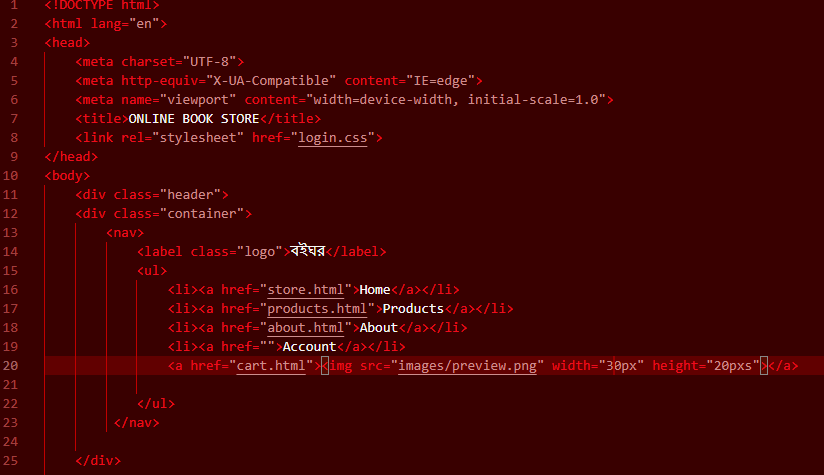 1 <!DOCTYPE html>
2 <html lang="en">
3 <head>
4 <meta charset="UTF-8">
5 <meta http-equiv="X-UA-Compatible" content="IE=edge">
6 <meta name="viewport" content="width=device-width, initial-scale=1.0">
7 <title>ONLINE BOOK STORE</title>
8 <link rel="stylesheet" href="login.css">
9 </head>
10 <body>
11 <div class="header">
12 <div class="container">
13 <nav>
14 <label class="logo">বইঘর</label>
15 <ul>
16 <li><a href="store.html">Home</a></li>
17 <li><a href="products.html">Products</a></li>
18 <li><a href="about.html">About</a></li>
19 <li><a href="">Account</a></li>
20 <a href="cart.html"><img src="images/preview.png" width="30px" height="20pxs"></a>
21
22 </ul>
23 </nav>
24
25 </div>